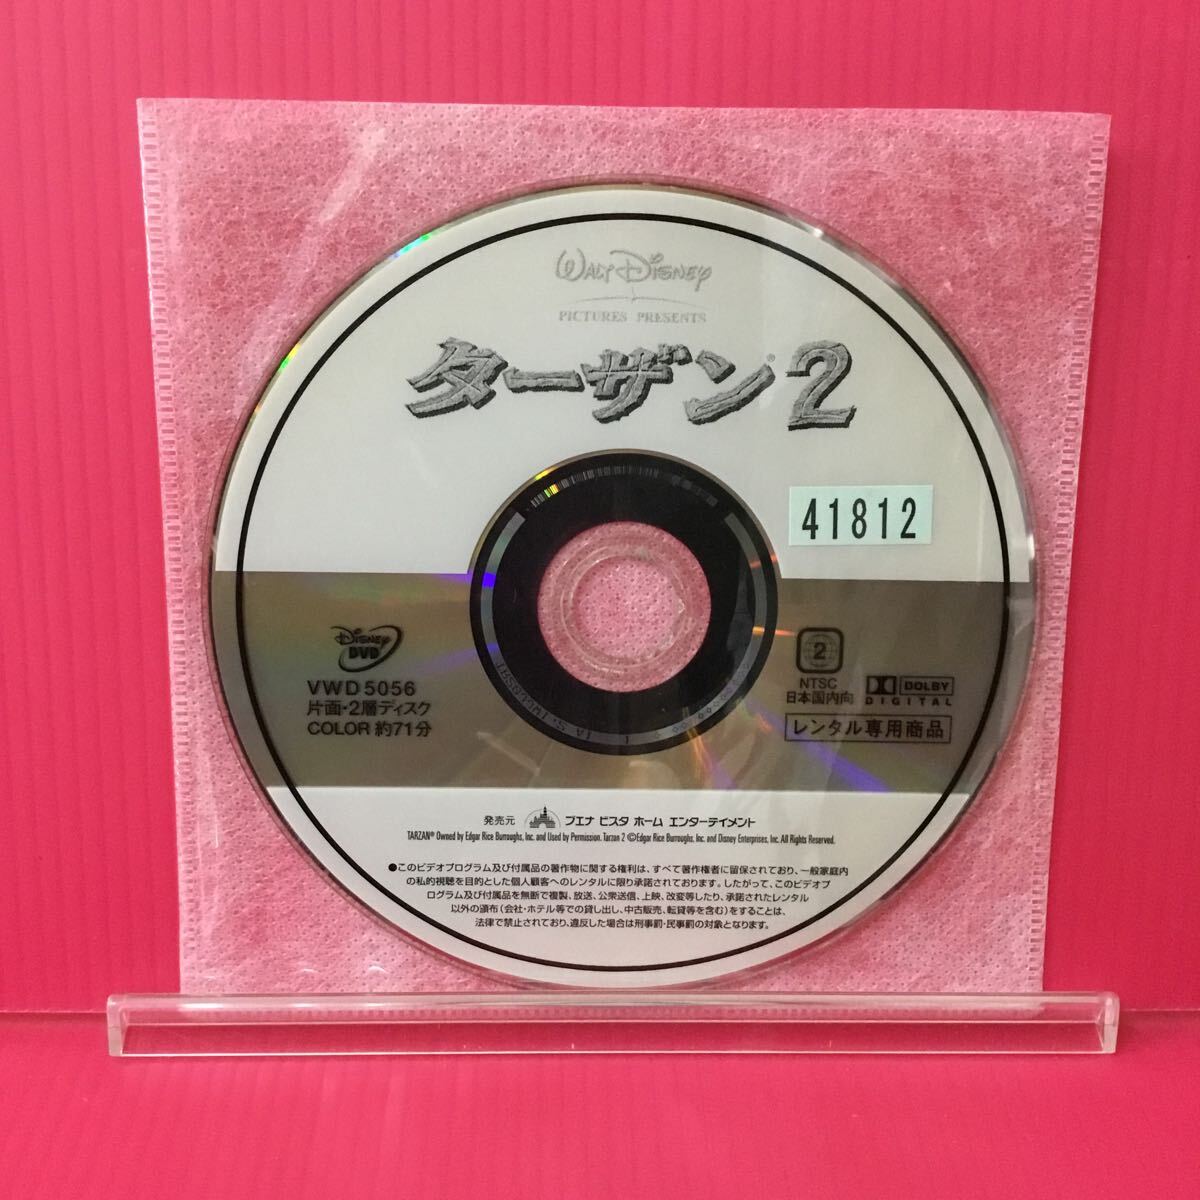 WALT DISNEY
PICTURES PRESENTS
ターザン®2
41812
DISNEY
DVD
VWD 5056
片面・2層ディスク
COLOR 約71分
2
NTSC
日本国内向
DOLBY
DIGITAL
レンタル専用商品
発売元 ブエナ ビスタ ホーム エンターテイメント
TARZAN® Owned by Edgar Rice Burroughs, Inc. and Used by Permission. Tarzan 2 ©Edgar Rice Burroughs, Inc. and Disney Enterprises, Inc. All Rights Reserved.
●このビデオプログラム及び付属品の著作物に関する権利は、すべて著作権者に留保されており、一般家庭内
の私的視聴を目的とした個人顧客へのレンタルに限り承諾されております。したがって、このビデオプ
ログラム及び付属品を無断で複製、放送、公衆送信、上映、改変等したり、承諾されたレンタル
以外の頒布(会社・ホテル等での貸し出し、中古販売、転貸等を含む)をすることは、
法律で禁止されており、違反した場合は刑事罰・民事罰の対象となります。